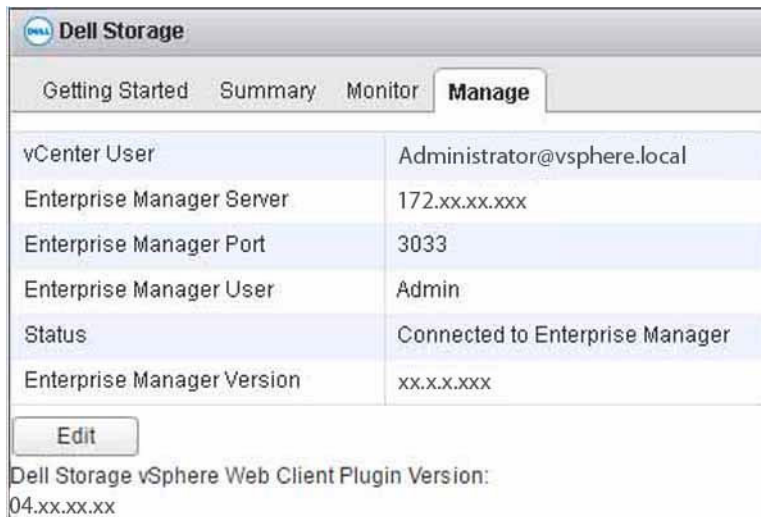 DELL Dell Storage
Getting Started Summary Monitor Manage
vCenter User Administrator@vsphere.local
Enterprise Manager Server 172.xx.xx.xxx
Enterprise Manager Port 3033
Enterprise Manager User Admin
Status Connected to Enterprise Manager
Enterprise Manager Version xx.x.x.xxx
Edit
Dell Storage vSphere Web Client Plugin Version:
04.xx.xx.xx